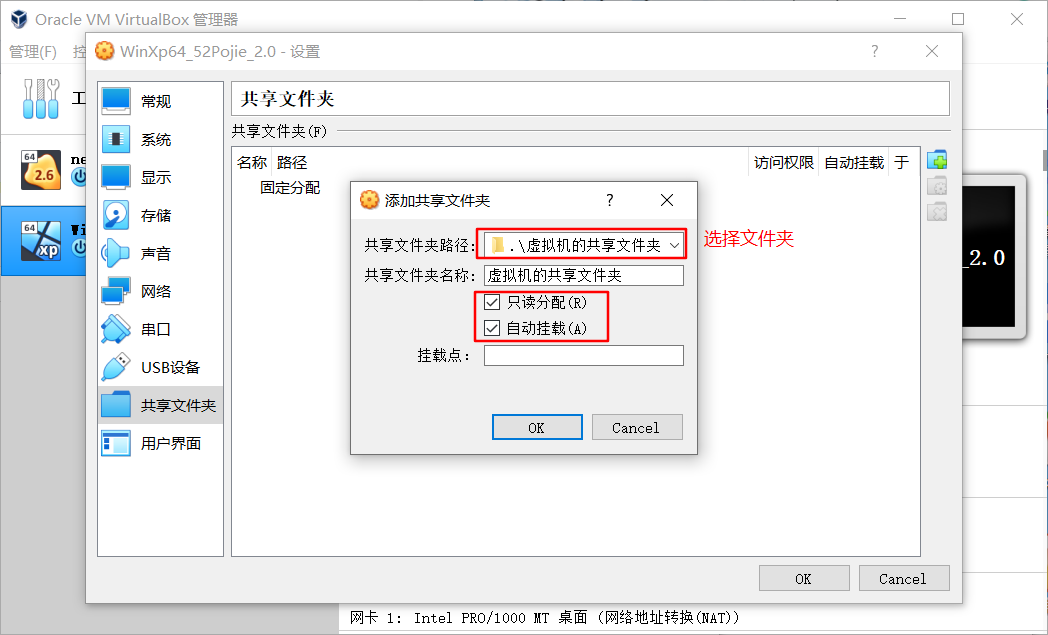 Oracle VM VirtualBox 管理器
管理(F)
WinXp64_52Pojie_2.0 - 设置
?
常规
系统
显示
存储
声音
网络
串口
USB设备
共享文件夹
用户界面
共享文件夹
共享文件夹(F)
名称 路径 访问权限 自动挂载 于
固定分配
添加共享文件夹 ?
共享文件夹路径: .\虚拟机的共享文件夹
选择文件夹
共享文件夹名称: 虚拟机的共享文件夹
只读分配(R)
自动挂载(A)
挂载点:
OK Cancel
OK Cancel
64
2.6
ne
64
xp
Wi
_2.0
网卡 1: Intel PRO/1000 MT 桌面 (网络地址转换(NAT))